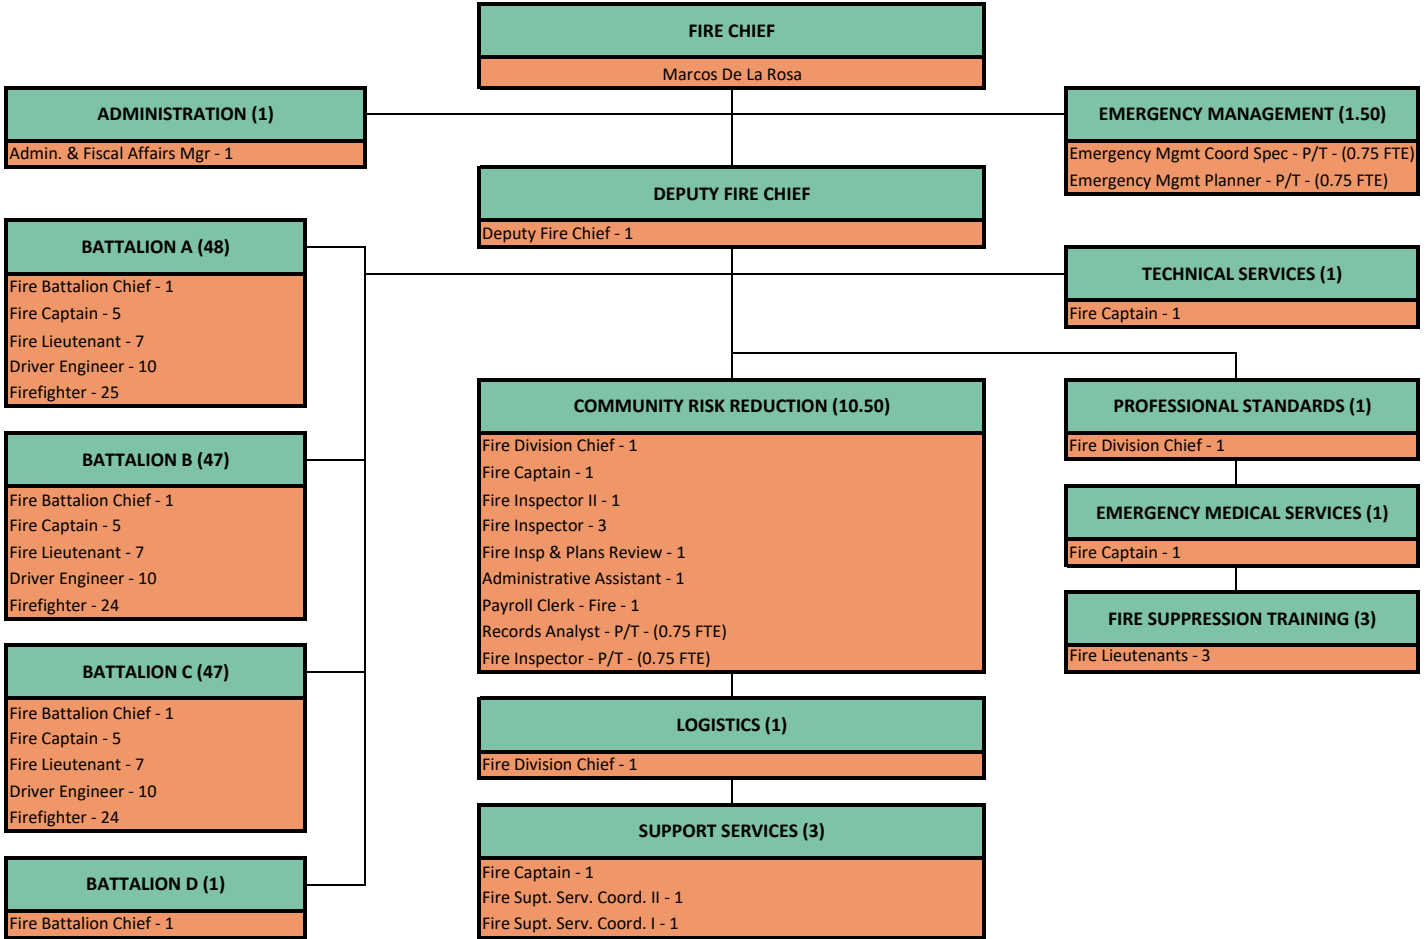 FIRE CHIEF
Marcos De La Rosa
ADMINISTRATION (1)
Admin. & Fiscal Affairs Mgr - 1
EMERGENCY MANAGEMENT (1.50)
Emergency Mgmt Coord Spec - P/T - (0.75 FTE)
Emergency Mgmt Planner - P/T - (0.75 FTE)
DEPUTY FIRE CHIEF
Deputy Fire Chief - 1
BATTALION A (48)
Fire Battalion Chief - 1
Fire Captain - 5
Fire Lieutenant - 7
Driver Engineer - 10
Firefighter - 25
TECHNICAL SERVICES (1)
Fire Captain - 1
BATTALION B (47)
Fire Battalion Chief - 1
Fire Captain - 5
Fire Lieutenant - 7
Driver Engineer - 10
Firefighter - 24
BATTALION C (47)
Fire Battalion Chief - 1
Fire Captain - 5
Fire Lieutenant - 7
Driver Engineer - 10
Firefighter - 24
BATTALION D (1)
Fire Battalion Chief - 1
COMMUNITY RISK REDUCTION (10.50)
Fire Division Chief - 1
Fire Captain - 1
Fire Inspector II - 1
Fire Inspector - 3
Fire Insp & Plans Review - 1
Administrative Assistant - 1
Payroll Clerk - Fire - 1
Records Analyst - P/T - (0.75 FTE)
Fire Inspector - P/T - (0.75 FTE)
LOGISTICS (1)
Fire Division Chief - 1
SUPPORT SERVICES (3)
Fire Captain - 1
Fire Supt. Serv. Coord. II - 1
Fire Supt. Serv. Coord. I - 1
PROFESSIONAL STANDARDS (1)
Fire Division Chief - 1
EMERGENCY MEDICAL SERVICES (1)
Fire Captain - 1
FIRE SUPPRESSION TRAINING (3)
Fire Lieutenants - 3